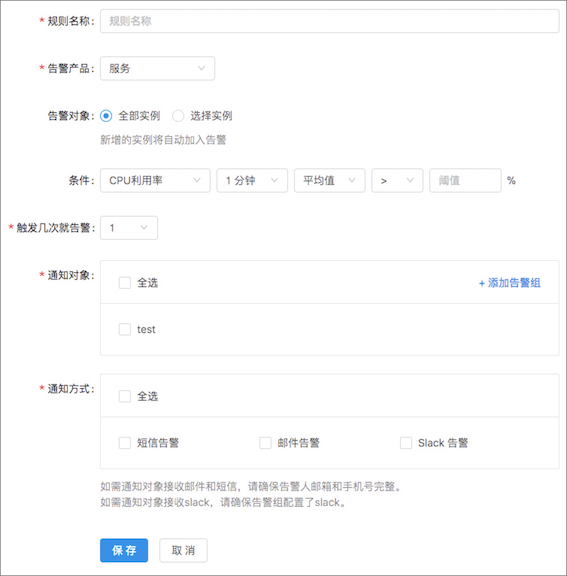 * 规则名称: 规则名称
* 告警产品: 服务
告警对象: 全部实例 选择实例
新增的实例将自动加入告警
条件: CPU利用率 1 分钟 平均值 > 阈值 %
* 触发几次就告警: 1
* 通知对象: 全选 + 添加告警组
test
* 通知方式: 全选
短信告警 邮件告警 Slack 告警
如需通知对象接收邮件和短信，请确保告警人邮箱和手机号完整。
如需通知对象接收slack，请确保告警组配置了slack。
保 存 取 消